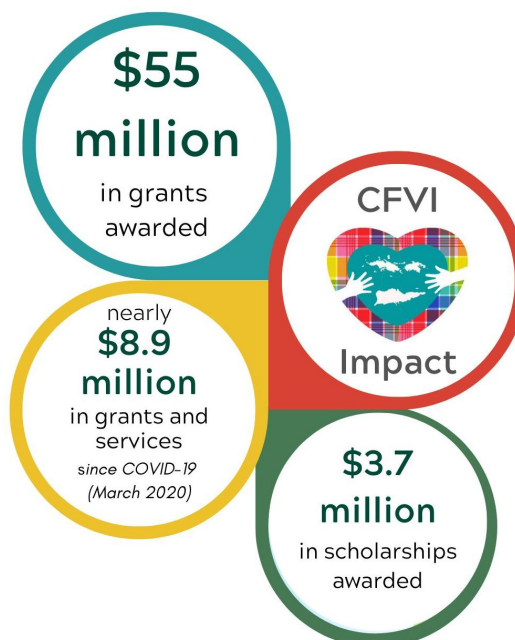 $55
million
in grants
awarded
CFVI
Impact
nearly
$8.9
million
in grants and
services
since COVID-19
(March 2020)
$3.7
million
in scholarships
awarded